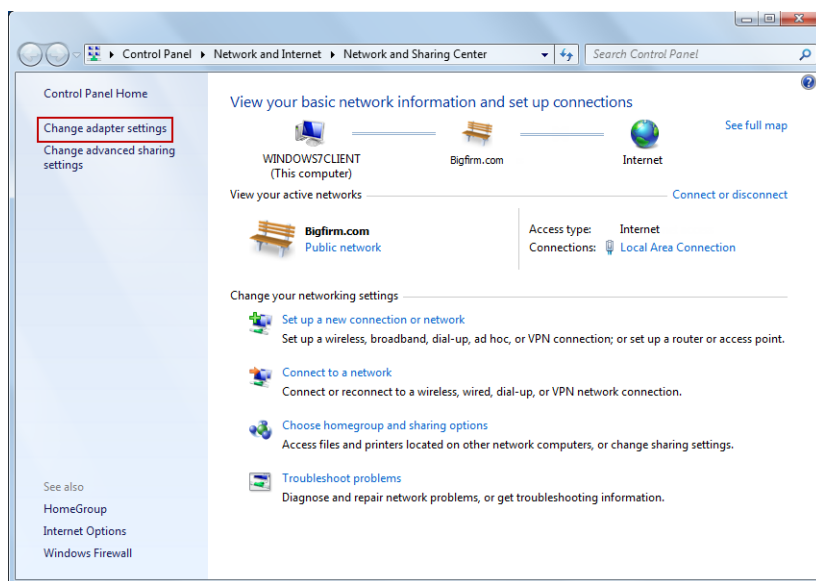 Control Panel Network and Internet Network and Sharing Center
Search Control Panel
Control Panel Home
Change adapter settings
Change advanced sharing
settings
View your basic network information and set up connections
See full map
WINDOWS7CLIENT
(This computer)
Bigfirm.com
Internet
View your active networks
Connect or disconnect
Bigfirm.com
Public network
Access type: Internet
Connections: Local Area Connection
Change your networking settings
Set up a new connection or network
Set up a wireless, broadband, dial-up, ad hoc, or VPN connection; or set up a router or access point.
Connect to a network
Connect or reconnect to a wireless, wired, dial-up, or VPN network connection.
Choose homegroup and sharing options
Access files and printers located on other network computers, or change sharing settings.
Troubleshoot problems
Diagnose and repair network problems, or get troubleshooting information.
See also
HomeGroup
Internet Options
Windows Firewall